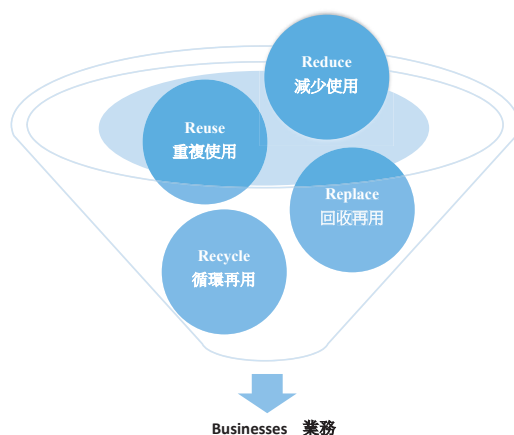 Reduce
減少使用
Reuse
重複使用
Replace
回收再用
Recycle
循環再用
Businesses 業務